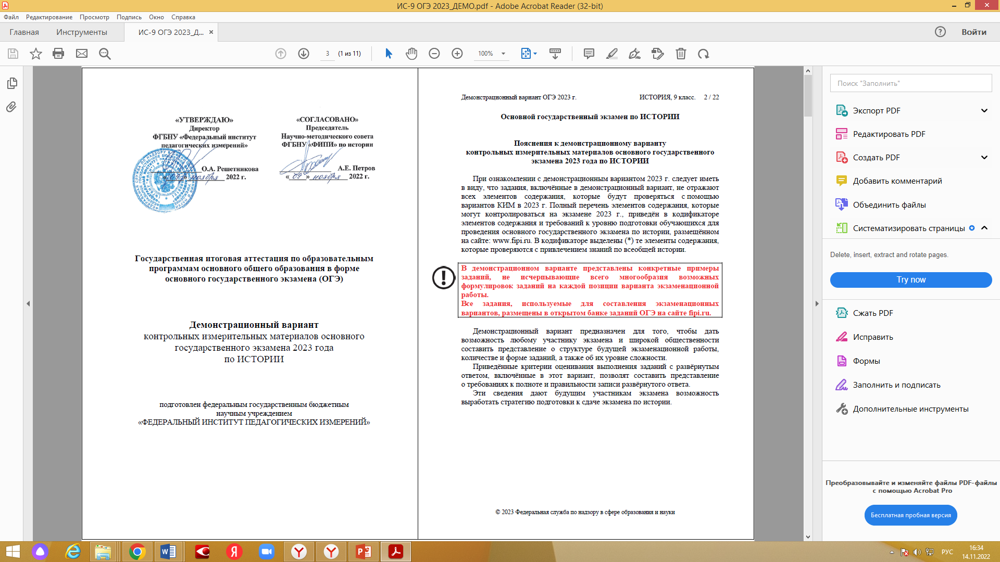 ИС-9 ОГЭ 2023_ДЕМО.pdf - Adobe Acrobat Reader (32-bit)
Файл Редактирование Просмотр Подпись Окно Справка
Главная Инструменты ИС-9 ОГЭ 2023_Д... × Войти
3 (1 из 11) 100%
«УТВЕРЖДАЮ»
Директор
ФГБНУ «Федеральный институт
педагогических измерений»
О.А. Решетникова
«09» ноября 2022 г.
«СОГЛАСОВАНО»
Председатель
Научно-методического совета
ФГБНУ «ФИПИ» по истории
А.Е. Петров
«09» ноября 2022 г.
Государственная итоговая аттестация по образовательным
программам основного общего образования в форме
основного государственного экзамена (ОГЭ)
Демонстрационный вариант
контрольных измерительных материалов основного
государственного экзамена 2023 года
по ИСТОРИИ
подготовлен федеральным государственным бюджетным
научным учреждением
«ФЕДЕРАЛЬНЫЙ ИНСТИТУТ ПЕДАГОГИЧЕСКИХ ИЗМЕРЕНИЙ»
Демонстрационный вариант ОГЭ 2023 г. ИСТОРИЯ, 9 класс. 2 / 22
Основной государственный экзамен по ИСТОРИИ
Пояснения к демонстрационному варианту
контрольных измерительных материалов основного государственного
экзамена 2023 года по ИСТОРИИ
При ознакомлении с демонстрационным вариантом 2023 г. следует иметь
в виду, что задания, включённые в демонстрационный вариант, не отражают
всех элементов содержания, которые будут проверяться с помощью
вариантов КИМ в 2023 г. Полный перечень элементов содержания, которые
могут контролироваться на экзамене 2023 г., приведён в кодификаторе
элементов содержания и требований к уровню подготовки обучающихся для
проведения основного государственного экзамена по истории, размещённом
на сайте: www.fipi.ru. В кодификаторе выделены (*) те элементы содержания,
которые проверяются с привлечением знаний по всеобщей истории.
В демонстрационном варианте представлены конкретные примеры
заданий, не исчерпывающие всего многообразия возможных
формулировок заданий на каждой позиции варианта экзаменационной
работы.
Все задания, используемые для составления экзаменационных
вариантов, размещены в открытом банке заданий ОГЭ на сайте fipi.ru.
Демонстрационный вариант предназначен для того, чтобы дать
возможность любому участнику экзамена и широкой общественности
составить представление о структуре будущей экзаменационной работы,
количестве и форме заданий, а также об их уровне сложности.
Приведённые критерии оценивания выполнения заданий с развёрнутым
ответом, включённые в этот вариант, позволят составить представление
о требованиях к полноте и правильности записи развёрнутого ответа.
Эти сведения дают будущим участникам экзамена возможность
выработать стратегию подготовки к сдаче экзамена по истории.
© 2023 Федеральная служба по надзору в сфере образования и науки
Поиск "Заполнить"
Экспорт PDF
Редактировать PDF
Создать PDF
Добавить комментарий
Объединить файлы
Систематизировать страницы
Delete, insert, extract and rotate pages.
Try now
Сжать PDF
Исправить
Формы
Заполнить и подписать
Дополнительные инструменты
Преобразовывайте и изменяйте файлы PDF-файлы
с помощью Acrobat Pro
Бесплатная пробная версия
РУС
16:34
14.11.2022